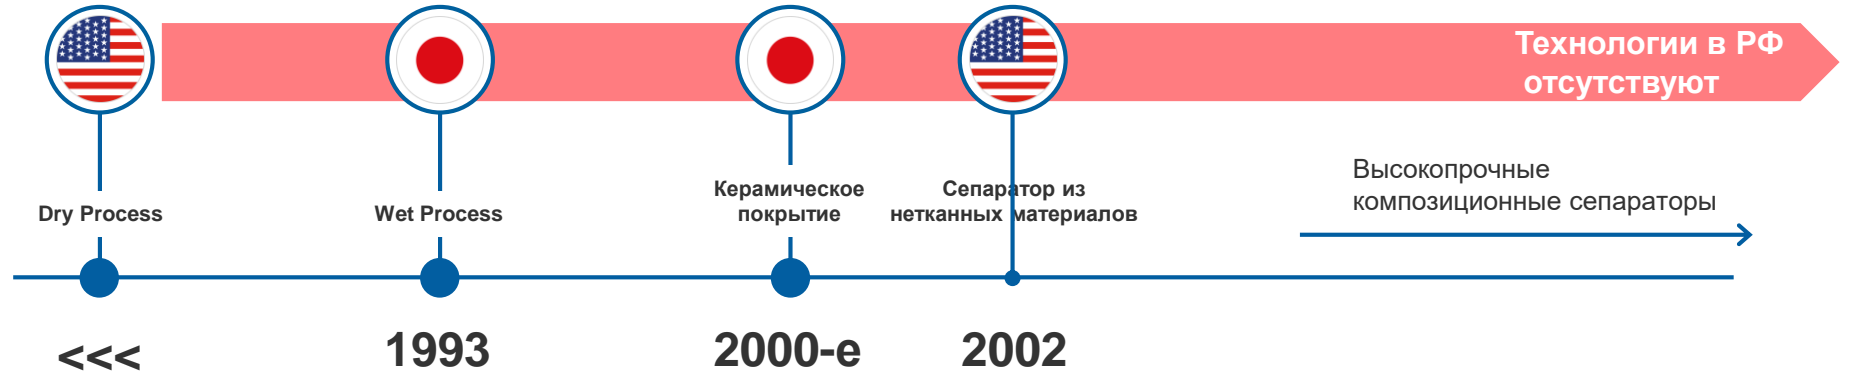 Технологии в РФ
отсутствуют
Высокопрочные
композиционные сепараторы
Dry Process
Wet Process
Керамическое
покрытие
Сепаратор из
нетканных материалов
<<<
1993
2000-е
2002